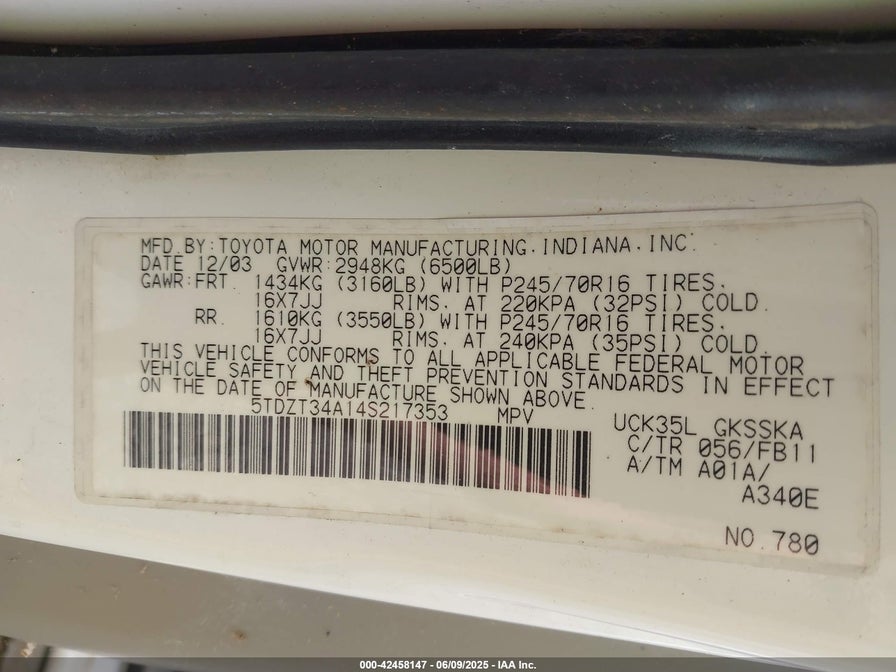 MFD.BY:TOYOTA MOTOR MANUFACTURING.INDIANA.INC.
DATE 12/03 GVWR:2948KG (6500LB)
GAWR:FRT. 1434KG (3160LB) WITH P245/70R16 TIRES.
16X7JJ RIMS. AT 220KPA (32PSI) COLD.
RR. 1610KG (3550LB) WITH P245/70R16 TIRES.
16X7JJ RIMS. AT 240KPA (35PSI) COLD.
THIS VEHICLE CONFORMS TO ALL APPLICABLE FEDERAL MOTOR
VEHICLE SAFETY AND THEFT PREVENTION STANDARDS IN EFFECT
ON THE DATE OF MANUFACTURE SHOWN ABOVE.
5TDZT34A14S217353 MPV
UCK35L GKSSKA
C/TR 056/FB11
A/TM A01A/
A340E
NO.780
000-42458147 - 06/09/2025 - IAA Inc.